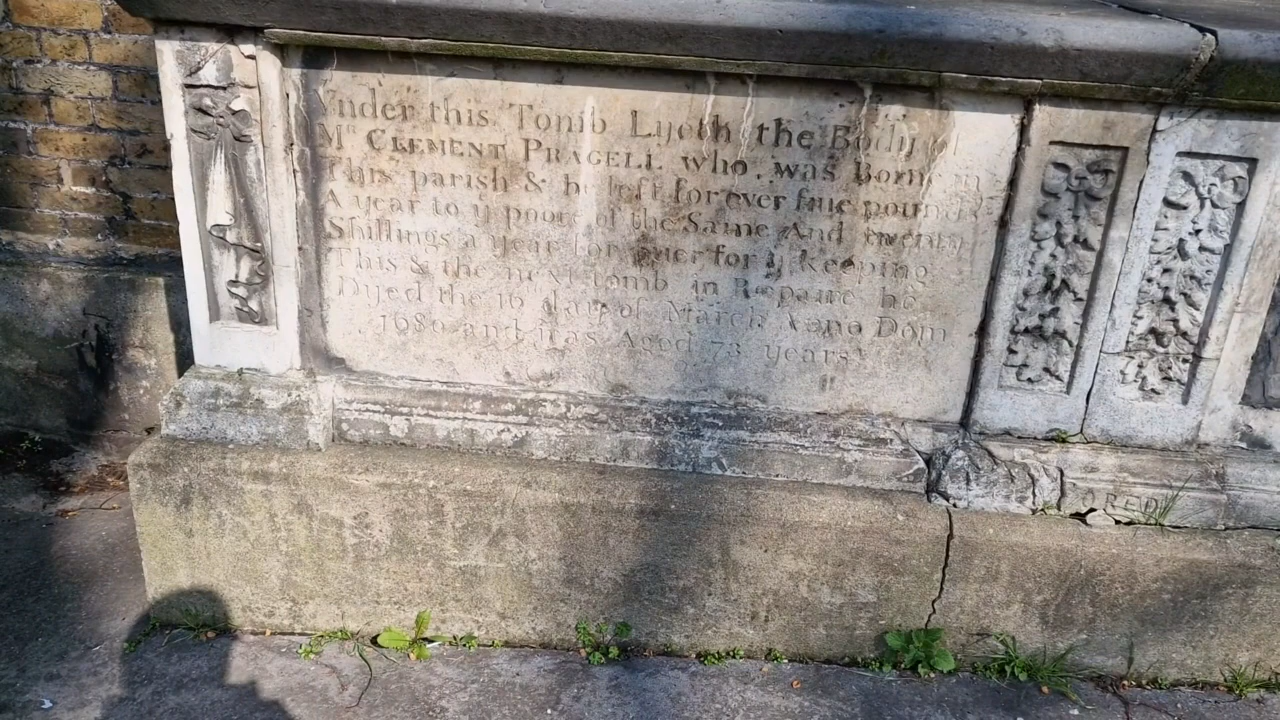 Vnder this Tomb Lyeth the Body of
Mr CLEMENT PRAGELL who was Borne in
This parish & he left for ever fiue pounds
A year to ye poore of the Same And twenty
Shillings a year for euer for ye keeping
This & the next tomb in Repaire he
Dyed the 16 day of March Anno Dom
1680 and was Aged 73 years